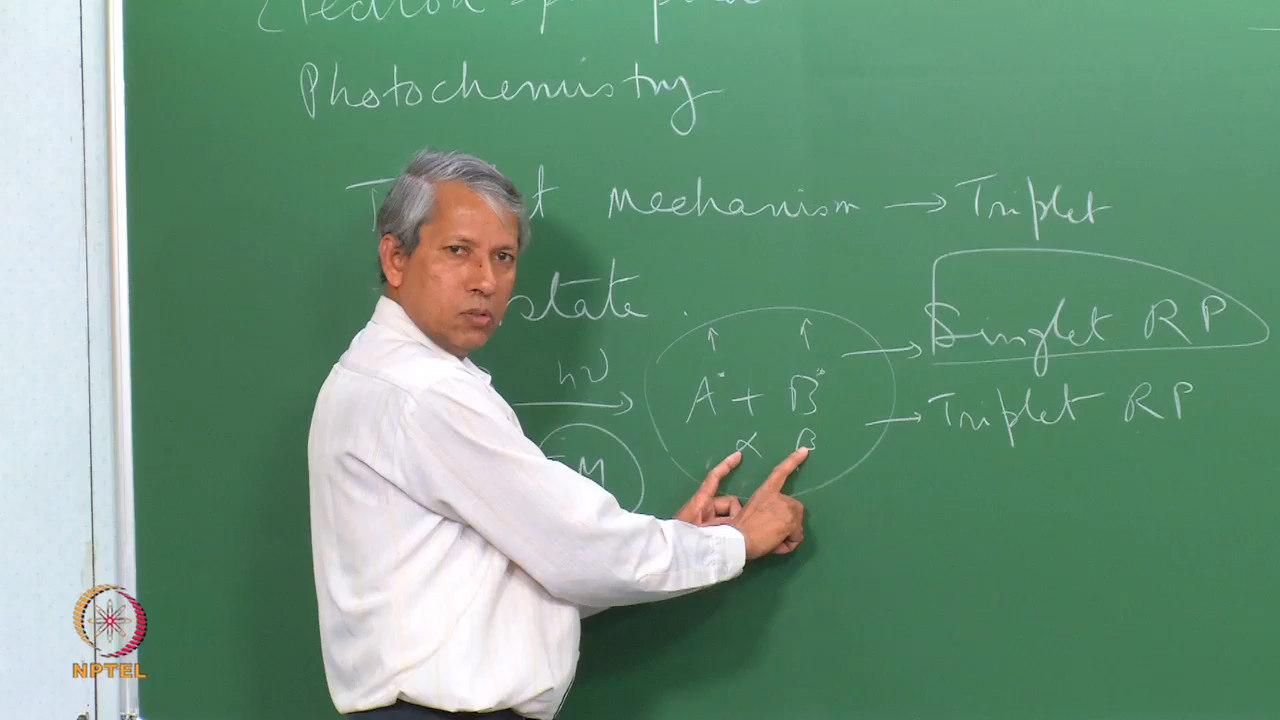 Photochemistry
Mechanism → Triplet
state.
Singlet RP
hν
A• + B•
Triplet RP
α β
M
NPTEL